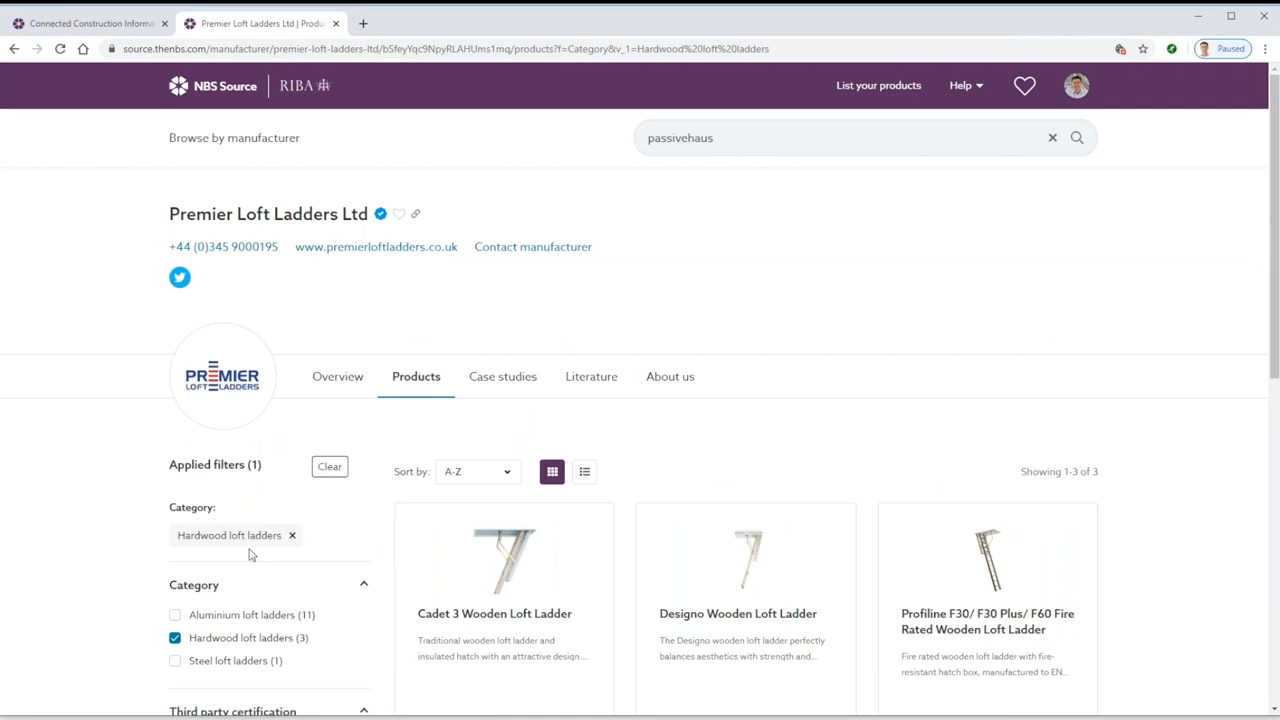 Connected Construction Informa
Premier Loft Ladders Ltd | Produ
source.thenbs.com/manufacturer/premier-loft-ladders-ltd/bSfeyYqc9NpyRLAHUms1mq/products?f=Category&v_1=Hardwood%20loft%20ladders
Paused
NBS Source
RIBA
List your products
Help
Browse by manufacturer
passivehaus
Premier Loft Ladders Ltd
+44 (0)345 9000195
www.premierloftladders.co.uk
Contact manufacturer
PREMIER
LOFT LADDERS
Overview
Products
Case studies
Literature
About us
Applied filters (1)
Clear
Sort by:
A-Z
Showing 1-3 of 3
Category:
Hardwood loft ladders
Category
Aluminium loft ladders (11)
Hardwood loft ladders (3)
Steel loft ladders (1)
Third party certification
Cadet 3 Wooden Loft Ladder
Traditional wooden loft ladder and
insulated hatch with an attractive design....
Designo Wooden Loft Ladder
The Designo wooden loft ladder perfectly
balances aesthetics with strength and...
Profiline F30/ F30 Plus/ F60 Fire
Rated Wooden Loft Ladder
Fire rated wooden loft ladder with fire-
resistant hatch box, manufactured to EN...